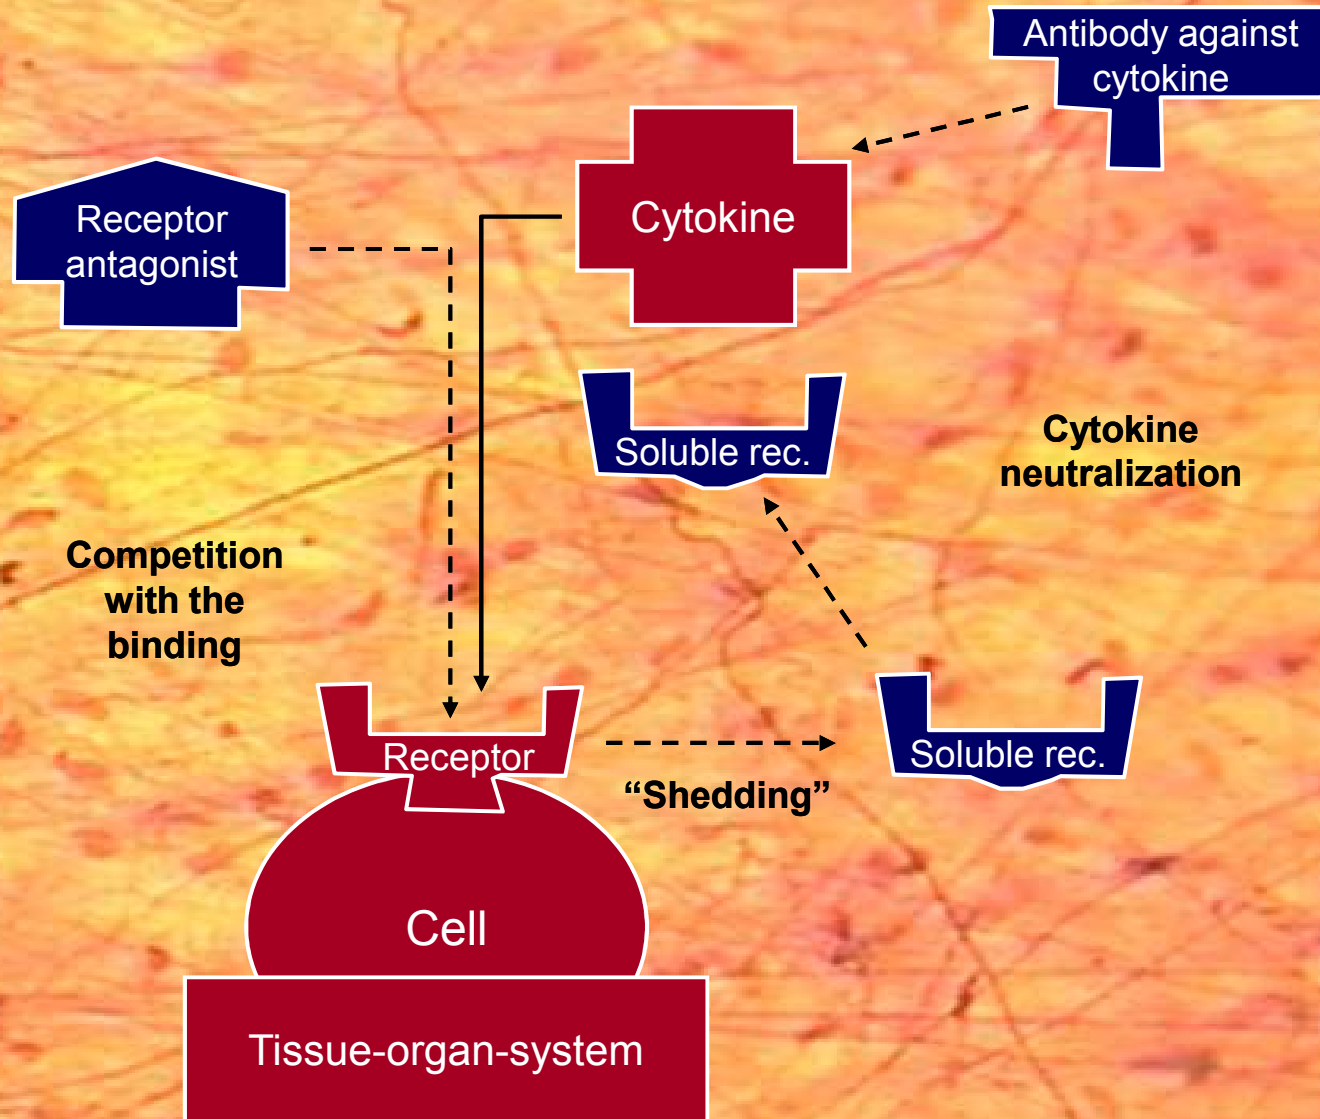 Antibody against
cytokine
Receptor
antagonist
Cytokine
Soluble rec.
Cytokine
neutralization
Competition
with the
binding
Receptor
Soluble rec.
“Shedding”
Cell
Tissue-organ-system